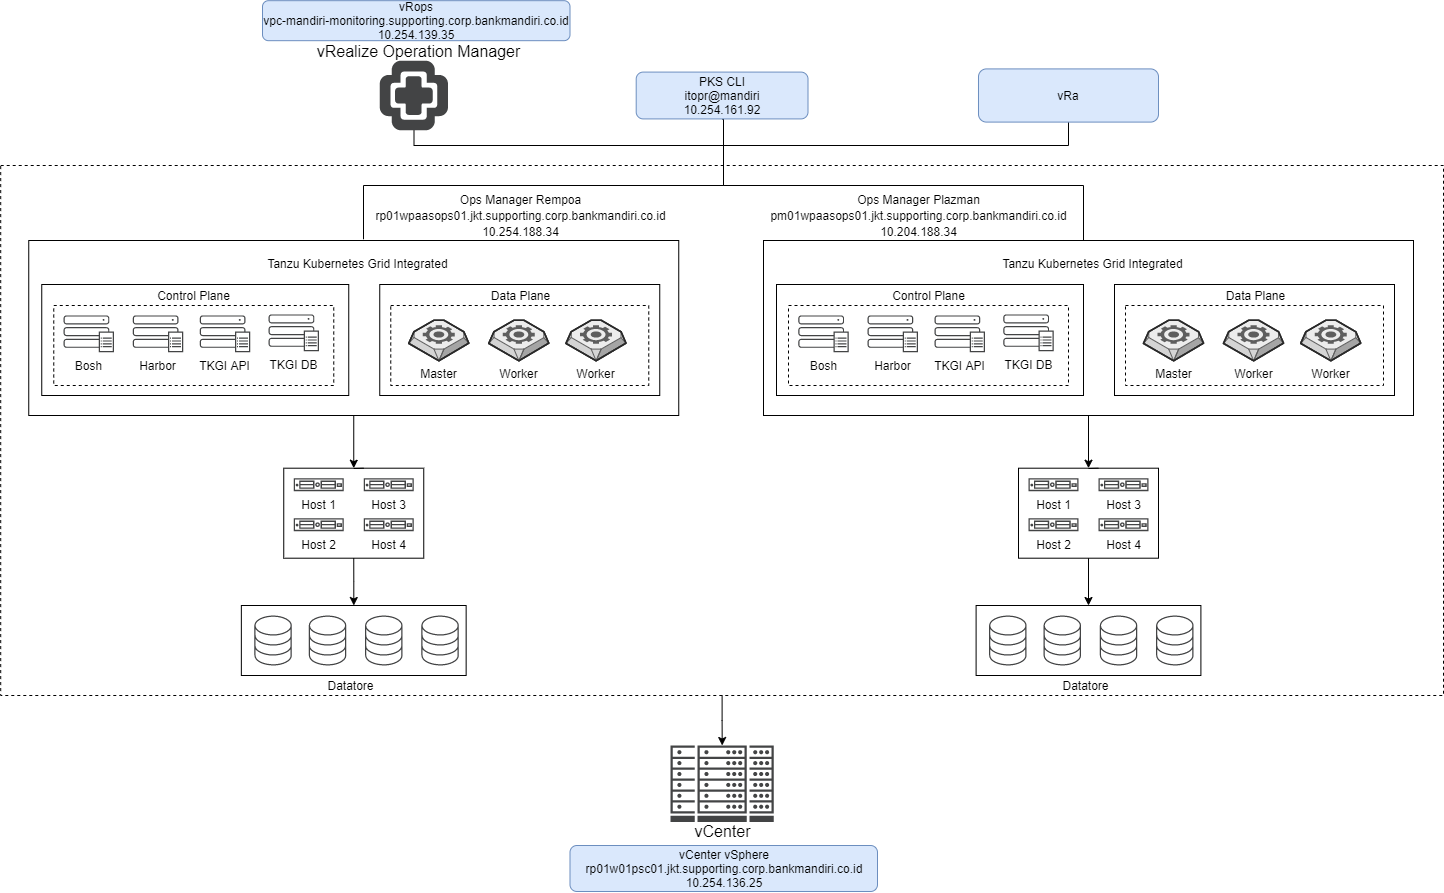 vRops
vpc-mandiri-monitoring.supporting.corp.bankmandiri.co.id
10.254.139.35
vRealize Operation Manager
PKS CLI
itopr@mandiri
10.254.161.92
vRa
Ops Manager Rempoa
rp01wpaasops01.jkt.supporting.corp.bankmandiri.co.id
10.254.188.34
Ops Manager Plazman
pm01wpaasops01.jkt.supporting.corp.bankmandiri.co.id
10.204.188.34
Tanzu Kubernetes Grid Integrated
Control Plane
Bosh
Harbor
TKGI API
TKGI DB
Data Plane
Master
Worker
Worker
Tanzu Kubernetes Grid Integrated
Control Plane
Bosh
Harbor
TKGI API
TKGI DB
Data Plane
Master
Worker
Worker
Host 1
Host 3
Host 2
Host 4
Host 1
Host 3
Host 2
Host 4
Datatore
Datatore
vCenter
vCenter vSphere
rp01w01psc01.jkt.supporting.corp.bankmandiri.co.id
10.254.136.25